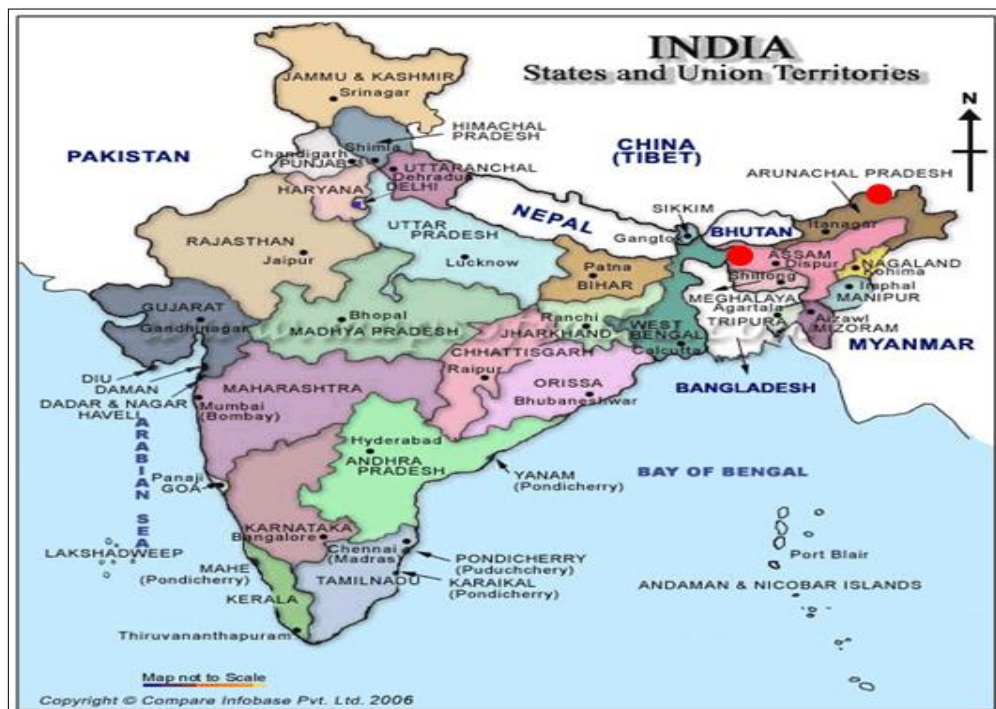 INDIA
States and Union Territories
N
JAMMU & KASHMIR
Srinagar
HIMACHAL
PRADESH
Shimla
PAKISTAN
CHINA
(TIBET)
Chandigarh
PUNJAB
UTTARANCHAL
Dehradun
ARUNACHAL PRADESH
HARYANA
DELHI
NEPAL
SIKKIM
Gangtok
BHUTAN
Itanagar
RAJASTHAN
Jaipur
UTTAR
PRADESH
Lucknow
ASSAM
Dispur
NAGALAND
Kohima
Patna
BIHAR
Shillong
MEGHALAYA
Imphal
MANIPUR
GUJARAT
Gandhinagar
Bhopal
MADHYA PRADESH
Ranchi
JHARKHAND
WEST
BENGAL
Calcutta
Agartala
TRIPURA
Aizawl
MIZORAM
MYANMAR
CHHATTISGARH
Raipur
BANGLADESH
DIU
DAMAN
DADAR & NAGAR
HAVELI
MAHARASHTRA
Mumbai
(Bombay)
ORISSA
Bhubaneshwar
ARABIAN SEA
Hyderabad
ANDHRA
PRADESH
YANAM
(Pondicherry)
BAY OF BENGAL
Panaji
GOA
KARNATAKA
Bangalore
LAKSHADWEEP
Chennai
(Madras)
PONDICHERRY
(Puduchchery)
Port Blair
MAHE
(Pondicherry)
TAMILNADU
KARAIKAL
(Pondicherry)
ANDAMAN & NICOBAR ISLANDS
KERALA
Thiruvananthapuram
Map not to Scale
Copyright © Compare Infobase Pvt. Ltd. 2006